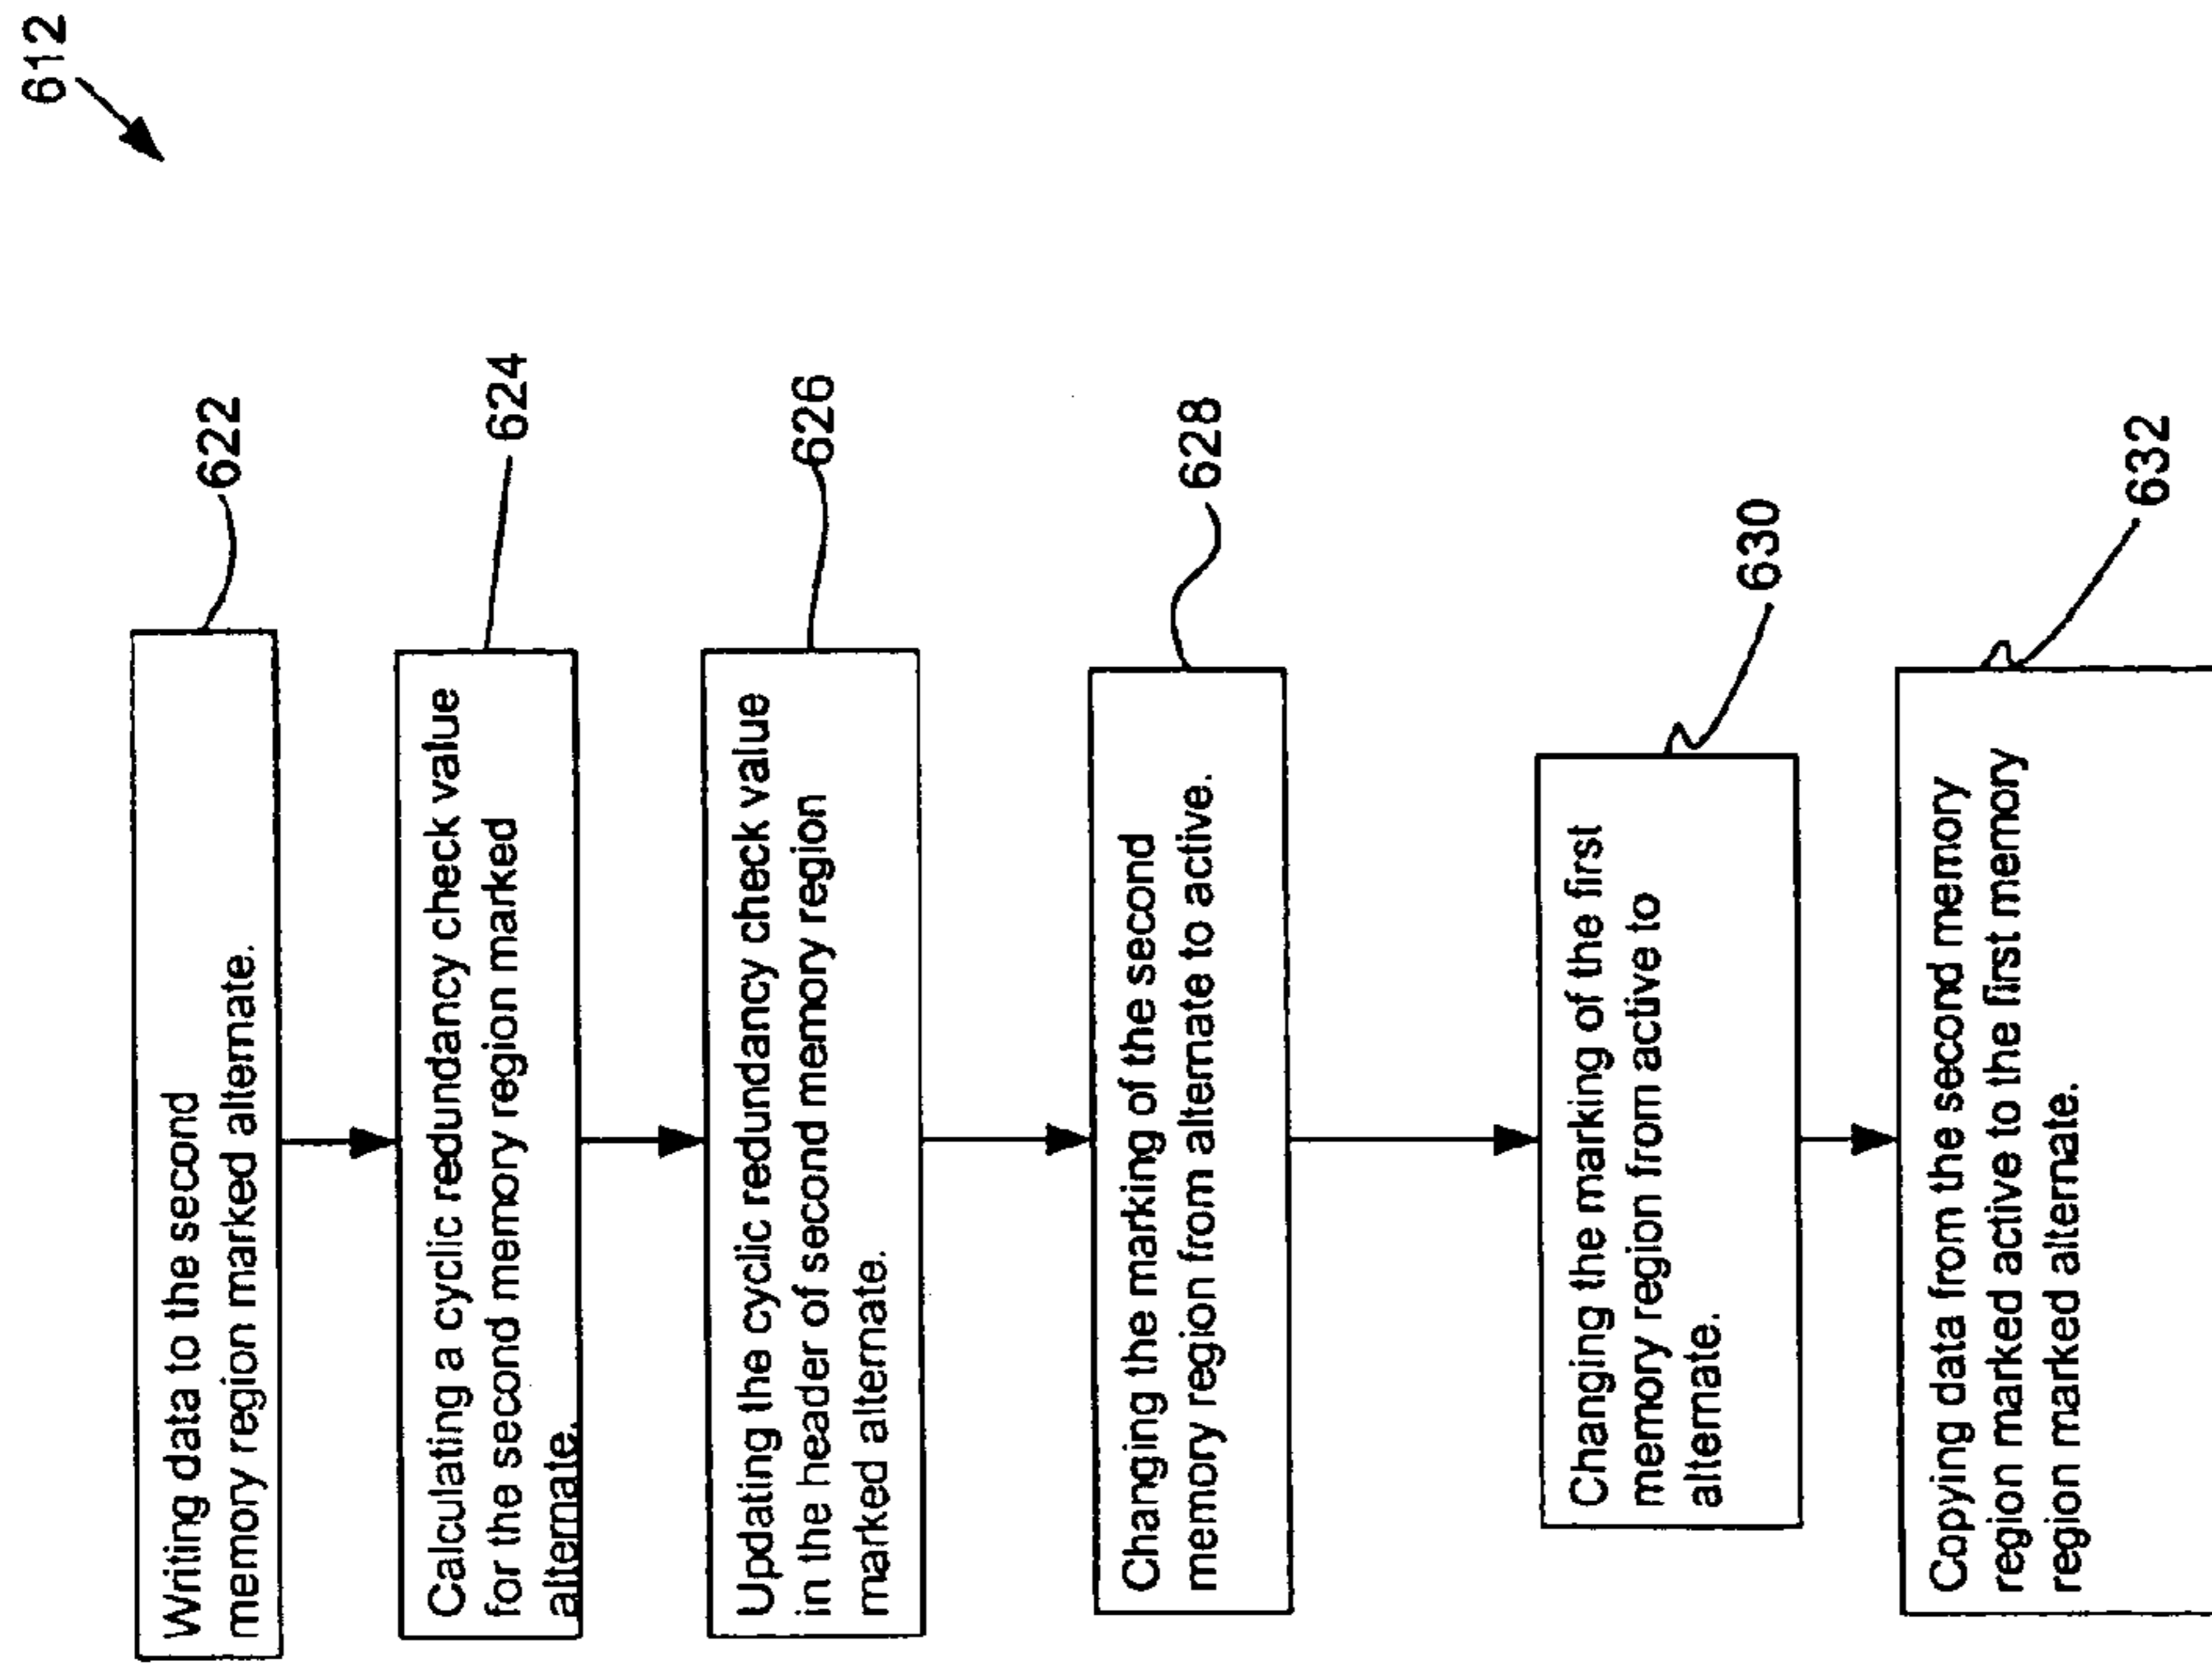 612
Writing data to the second
memory region marked alternate.
622
Calculating a cyclic redundancy check value
for the second memory region marked
alternate.
624
Updating the cyclic redundancy check value
in the header of second memory region
marked alternate.
626
Changing the marking of the second
memory region from alternate to active.
628
Changing the marking of the first
memory region from active to
alternate.
630
Copying data from the second memory
region marked active to the first memory
region marked alternate.
632